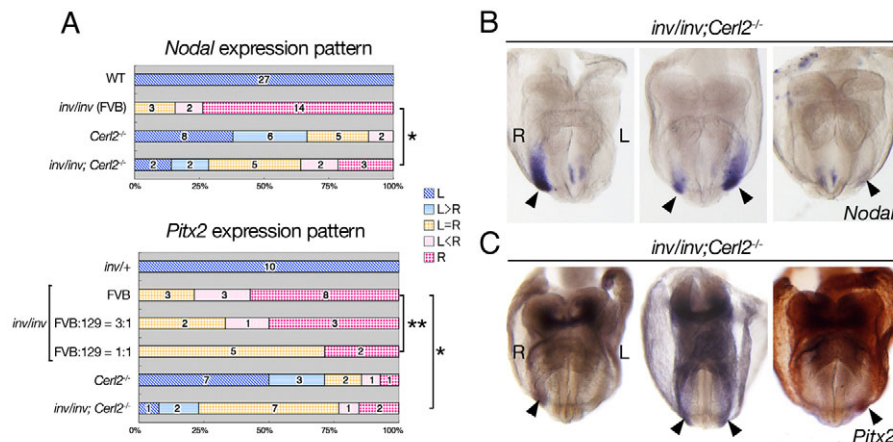 A
Nodal expression pattern
WT
27
inv/inv (FVB)
3 2 14
*
Cerl2-/-
8 6 5 2
inv/inv; Cerl2-/-
2 2 5 2 3
0% 25% 50% 75% 100%
L
L>R
L=R
L<R
R
Pitx2 expression pattern
inv/+
10
inv/inv
FVB
3 3 8
FVB:129 = 3:1
2 1 3
**
FVB:129 = 1:1
5 2
*
Cerl2-/-
7 3 2 1 1
inv/inv; Cerl2-/-
1 2 7 1 2
0% 25% 50% 75% 100%
B
inv/inv;Cerl2-/-
R L
Nodal
C
inv/inv;Cerl2-/-
R L
Pitx2